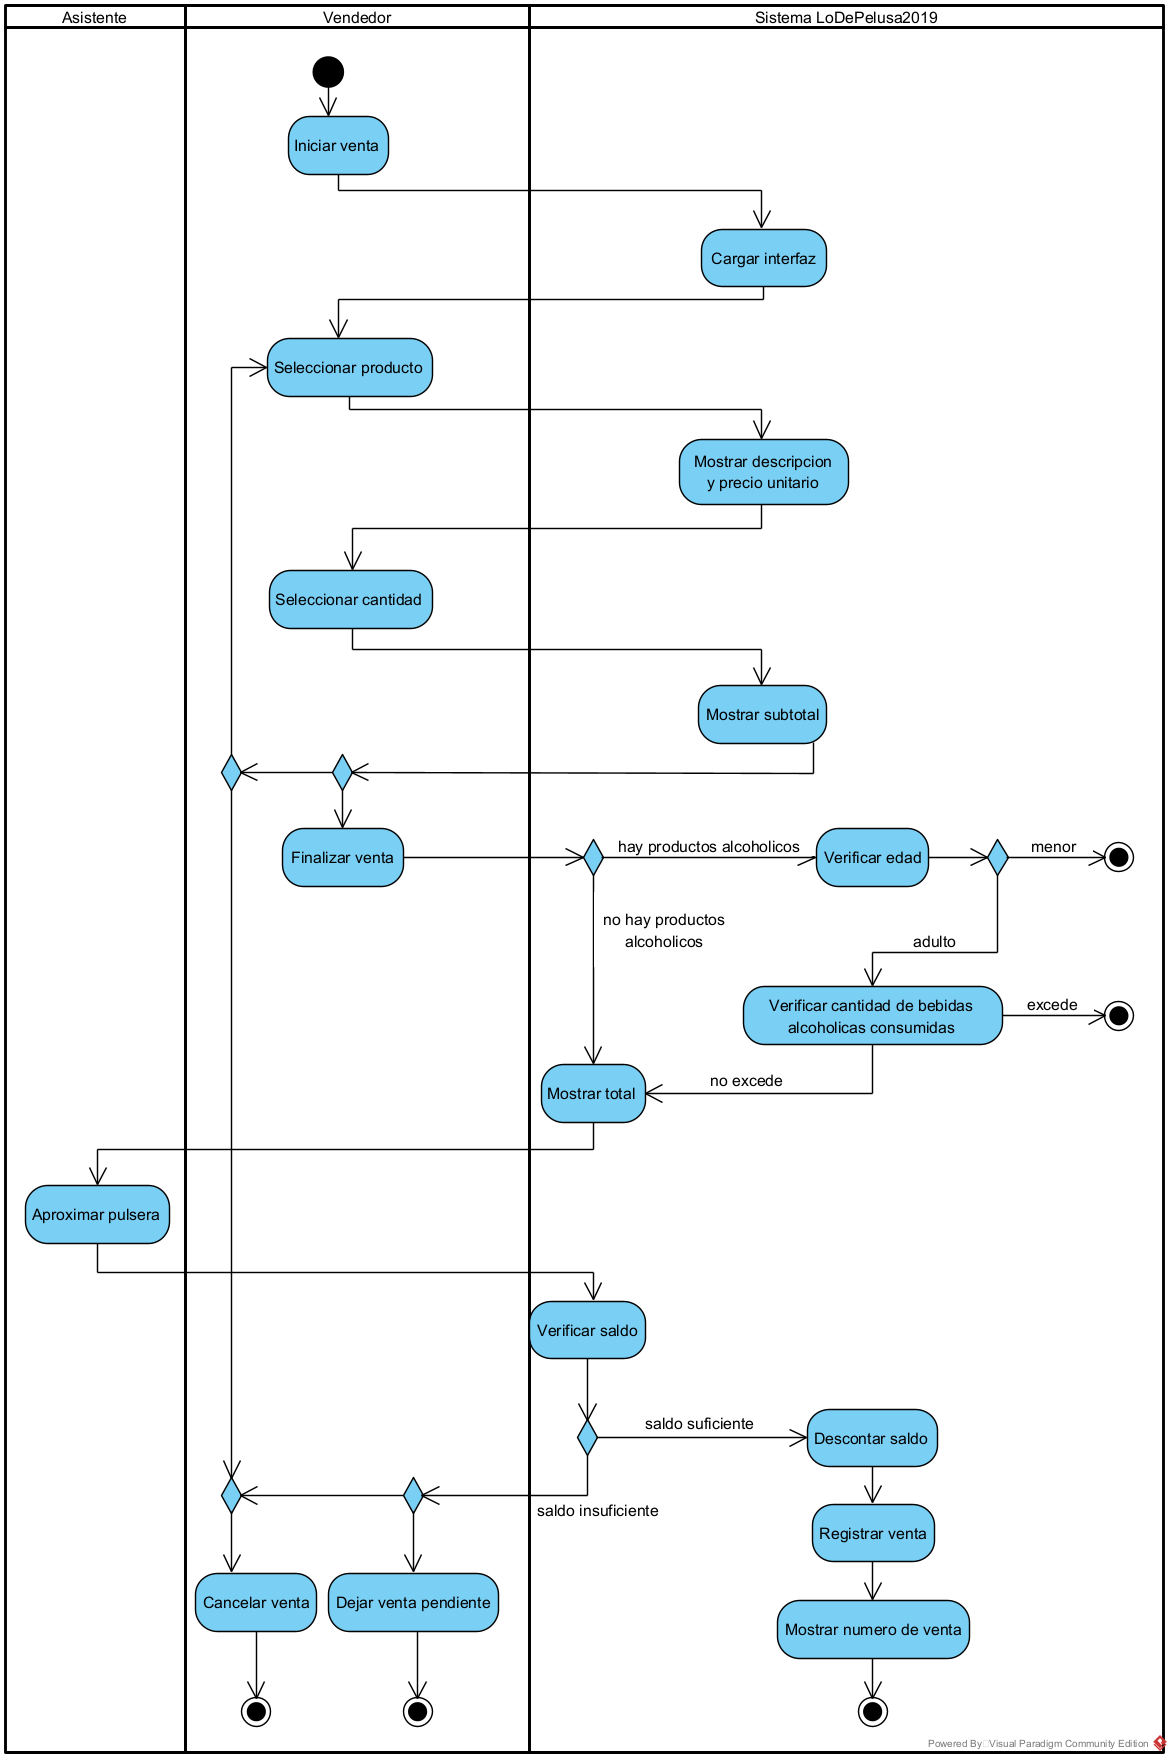 Asistente
Vendedor
Sistema LoDePelusa2019
Iniciar venta
Cargar interfaz
Seleccionar producto
Mostrar descripcion
y precio unitario
Seleccionar cantidad
Mostrar subtotal
Finalizar venta
hay productos alcoholicos
Verificar edad
menor
no hay productos
alcoholicos
adulto
Verificar cantidad de bebidas
alcoholicas consumidas
excede
no excede
Mostrar total
Aproximar pulsera
Verificar saldo
saldo suficiente
Descontar saldo
saldo insuficiente
Registrar venta
Cancelar venta
Dejar venta pendiente
Mostrar numero de venta
Powered By Visual Paradigm Community Edition